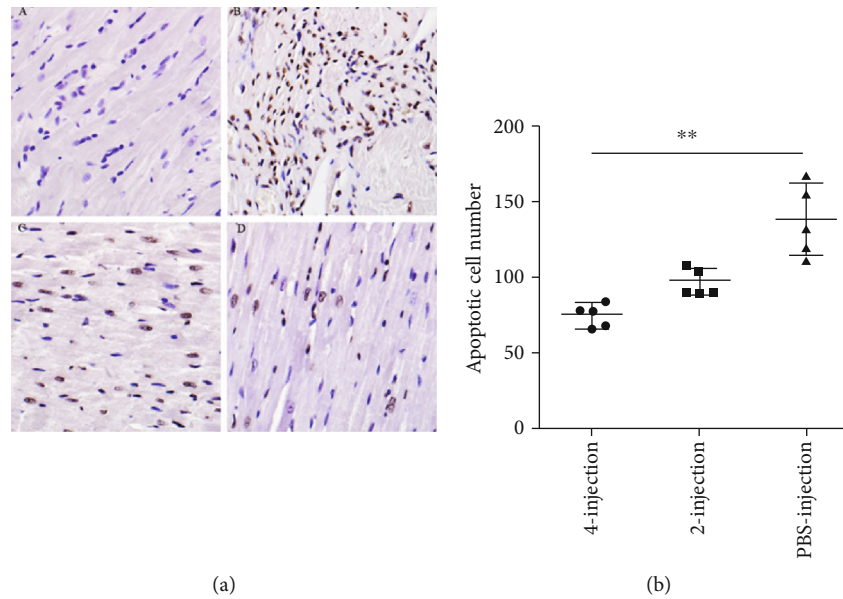 A
B
C
D
Apoptotic cell number
200
150
100
50
0
**
4-injection
2-injection
PBS-injection
(a)
(b)